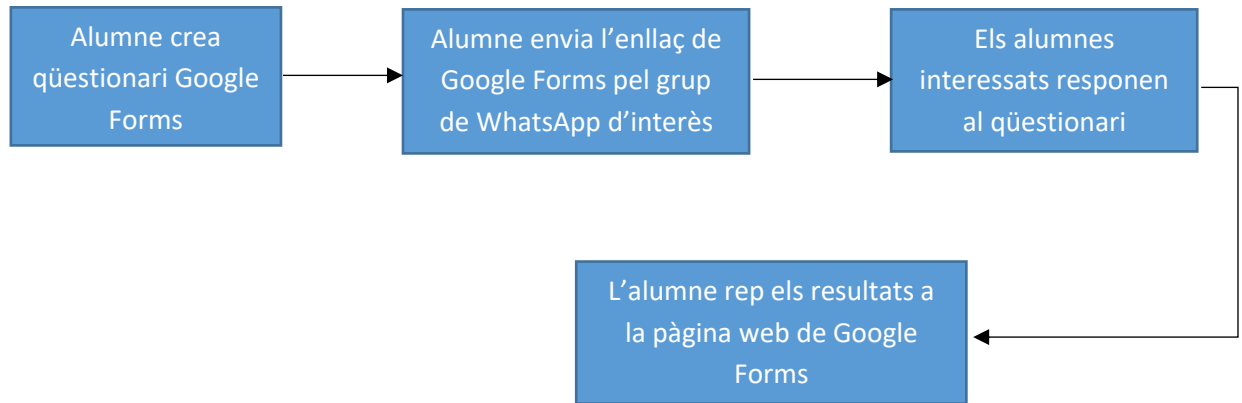 Alumne crea
qüestionari Google
Forms
Alumne envia l’enllaç de
Google Forms pel grup
de WhatsApp d’interès
Els alumnes
interessats responen
al qüestionari
L’alumne rep els resultats a
la pàgina web de Google
Forms